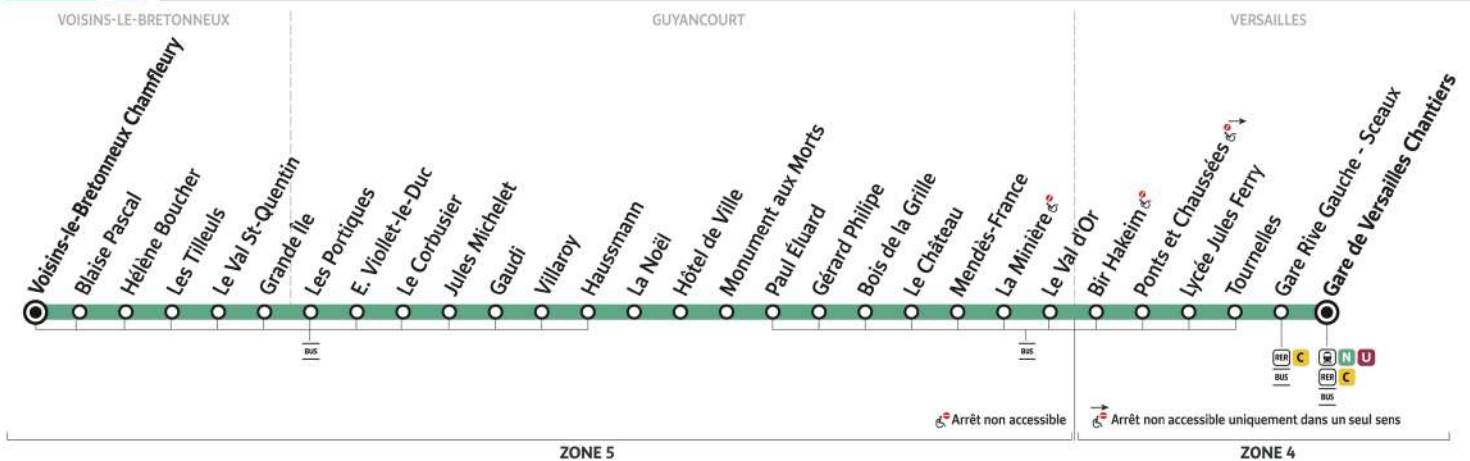 VOISINS-LE-BRETONNEUX
GUYANCOURT
VERSAILLES
Voisins-le-Bretonneux Chamfleury
Blaise Pascal
Hélène Boucher
Les Tilleuls
Le Val St-Quentin
Grande Île
Les Portiques
E. Viollet-le-Duc
Le Corbusier
Jules Michelet
Gaudi
Villaroy
Haussmann
La Noël
Hôtel de Ville
Monument aux Morts
Paul Éluard
Gérard Philipe
Bois de la Grille
Le Château
Mendès-France
La Minière
Le Val d'Or
Bir Hakeim
Ponts et Chaussées
Lycée Jules Ferry
Tournelles
Gare Rive Gauche - Sceaux
Gare de Versailles Chantiers
BUS
BUS
RER C
BUS
N U
RER C
BUS
Arrêt non accessible
Arrêt non accessible uniquement dans un seul sens
ZONE 5
ZONE 4